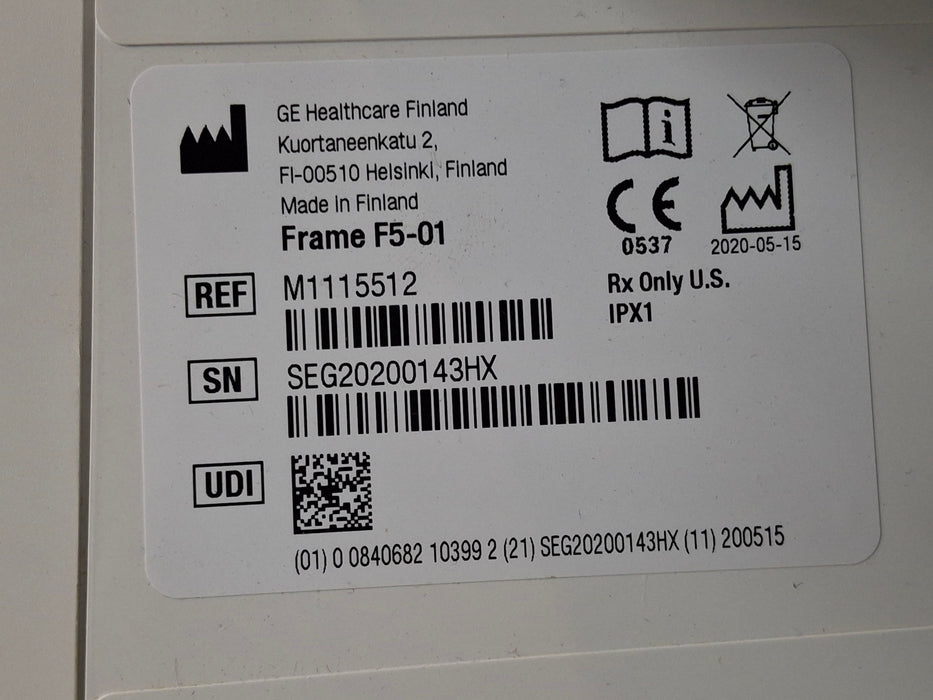 GE Healthcare Finland
Kuortaneenkatu 2,
FI-00510 Helsinki, Finland
Made in Finland
Frame F5-01
i
CE
0537
2020-05-15
REF
M1115512
Rx Only U.S.
IPX1
SN
SEG20200143HX
UDI
(01) 0 0840682 10399 2 (21) SEG20200143HX (11) 200515